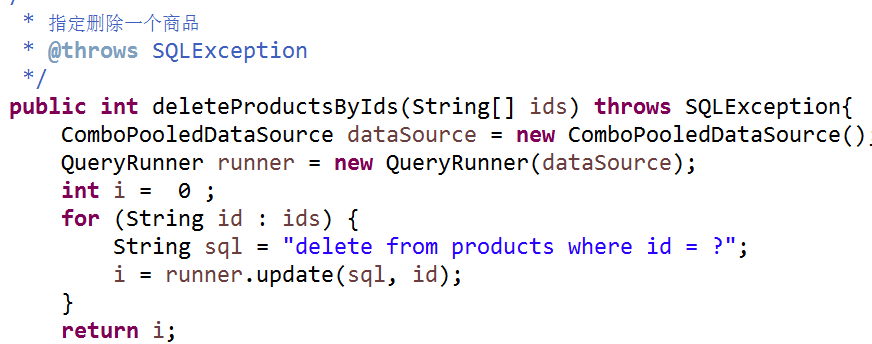 * 指定删除一个商品
* @throws SQLException
*/
public int deleteProductsByIds(String[] ids) throws SQLException{
ComboPooledDataSource dataSource = new ComboPooledDataSource();
QueryRunner runner = new QueryRunner(dataSource);
int i =  0 ;
for (String id : ids) {
String sql = "delete from products where id = ?";
i = runner.update(sql, id);
}
return i;